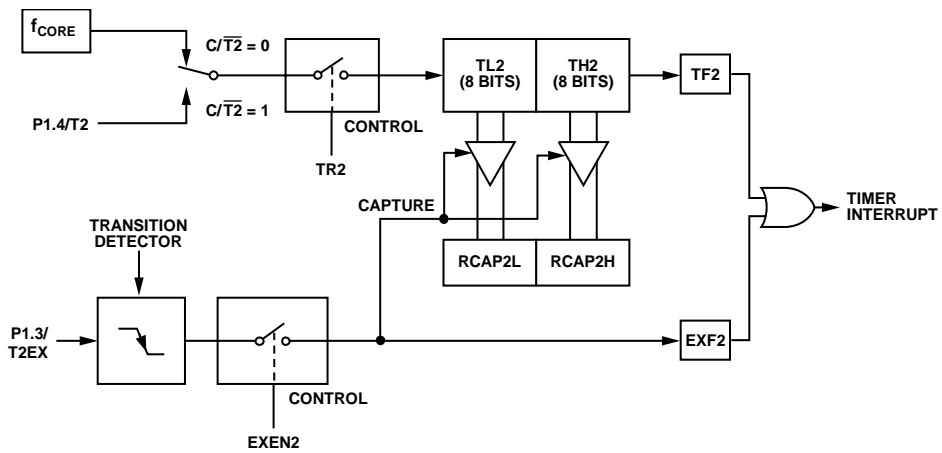 fCORE
C/T2 = 0
C/T2 = 1
P1.4/T2
CONTROL
TR2
TL2
(8 BITS)
TH2
(8 BITS)
TF2
CAPTURE
TIMER
INTERRUPT
TRANSITION
DETECTOR
RCAP2L
RCAP2H
P1.3/
T2EX
EXF2
CONTROL
EXEN2